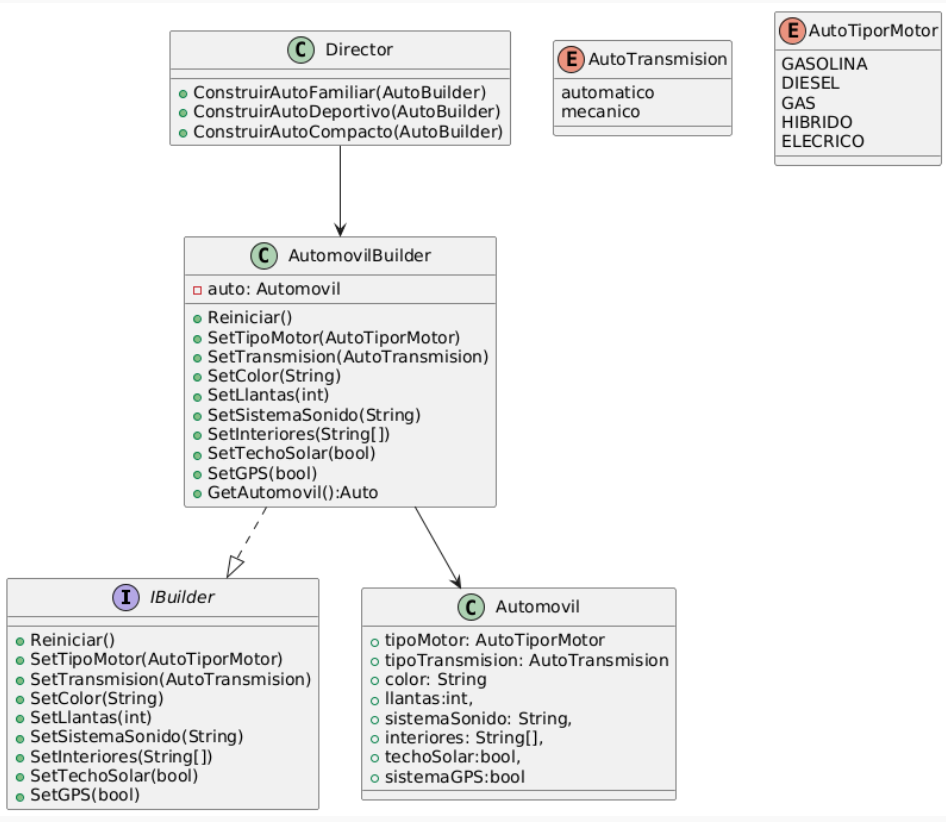 C Director
ConstruirAutoFamiliar(AutoBuilder)
ConstruirAutoDeportivo(AutoBuilder)
ConstruirAutoCompacto(AutoBuilder)
E AutoTransmision
automatico
mecanico
E AutoTiporMotor
GASOLINA
DIESEL
GAS
HIBRIDO
ELECRICO
C AutomovilBuilder
auto: Automovil
Reiniciar()
SetTipoMotor(AutoTiporMotor)
SetTransmision(AutoTransmision)
SetColor(String)
SetLlantas(int)
SetSistemaSonido(String)
SetInteriores(String[])
SetTechoSolar(bool)
SetGPS(bool)
GetAutomovil():Auto
I IBuilder
Reiniciar()
SetTipoMotor(AutoTiporMotor)
SetTransmision(AutoTransmision)
SetColor(String)
SetLlantas(int)
SetSistemaSonido(String)
SetInteriores(String[])
SetTechoSolar(bool)
SetGPS(bool)
C Automovil
tipoMotor: AutoTiporMotor
tipoTransmision: AutoTransmision
color: String
llantas:int,
sistemaSonido: String,
interiores: String[],
techoSolar:bool,
sistemaGPS:bool